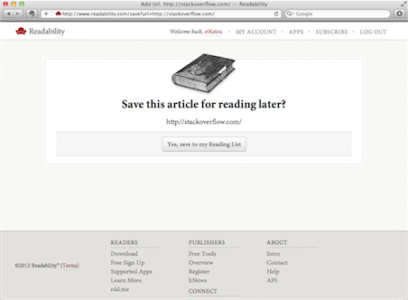 Add Url: http://stackoverflow.com/ — Readability
http://www.readability.com/save?url=http://stackoverflow.com/
Google
Readability
Welcome back, MY ACCOUNT APPS SUBSCRIBE LOG OUT
Save this article for reading later?
http://stackoverflow.com/
Yes, save to my Reading List
READERS PUBLISHERS ABOUT
©2012 Readability™ (Terms)
Download Free Tools Intro
Free Sign Up Overview Contact
Supported Apps Register Help
Learn More hNews API
rdd.me CONNECT